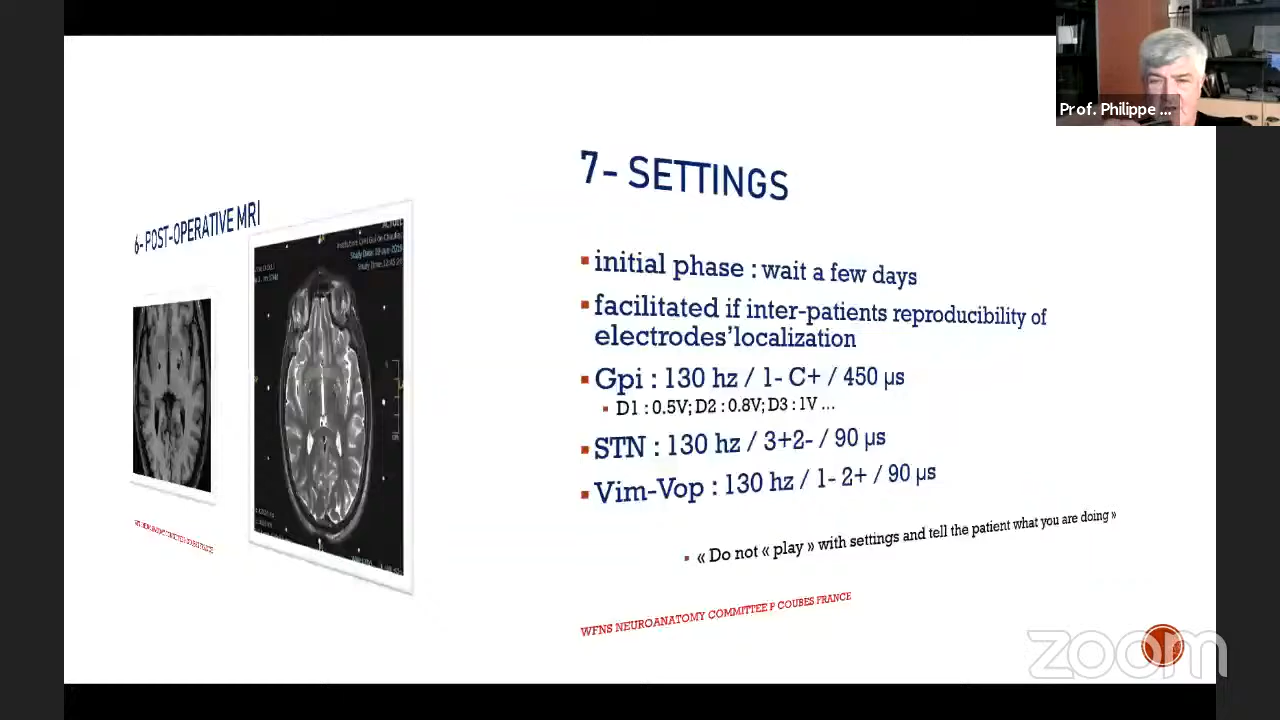 Prof. Philippe ...
6- POST-OPERATIVE MRI
7- SETTINGS
▪ initial phase : wait a few days
▪ facilitated if inter-patients reproducibility of
electrodes'localization
▪ Gpi : 130 hz / 1- C+ / 450 µs
▪ D1 : 0.5V; D2 : 0.8V; D3 : 1V ...
▪ STN : 130 hz / 3+2- / 90 µs
▪ Vim-Vop : 130 hz / 1- 2+ / 90 µs
▪ « Do not « play » with settings and tell the patient what you are doing »
WFNS NEUROANATOMY COMMITTEE P COUBES FRANCE
zoom